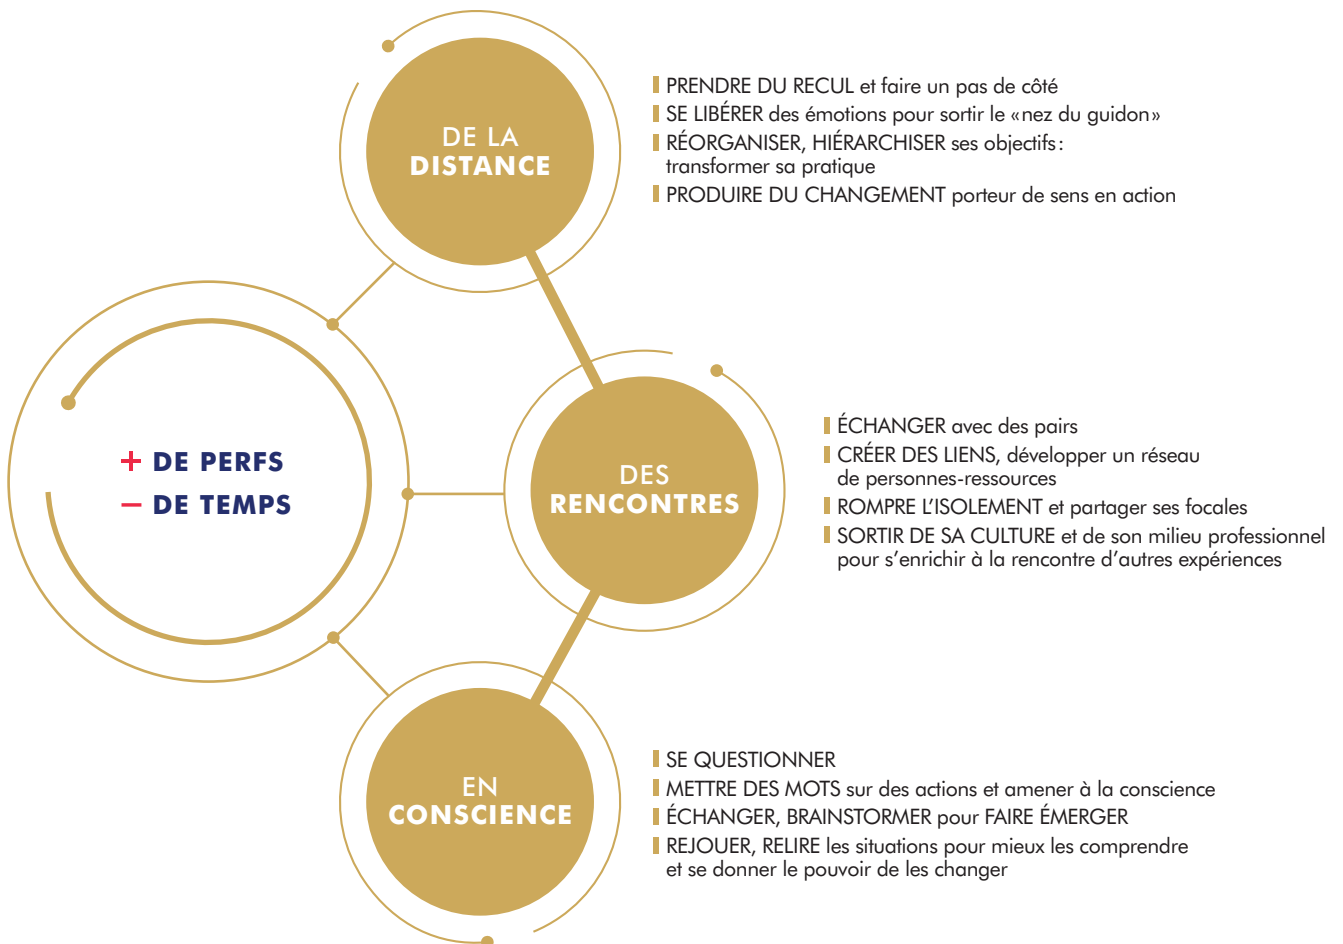 DE LA
DISTANCE
PRENDRE DU RECUL et faire un pas de côté
SE LIBÉRER des émotions pour sortir le «nez du guidon»
RÉORGANISER, HIÉRARCHISER ses objectifs:
transformer sa pratique
PRODUIRE DU CHANGEMENT porteur de sens en action
+ DE PERFS
– DE TEMPS
DES
RENCONTRES
ÉCHANGER avec des pairs
CRÉER DES LIENS, développer un réseau
de personnes-ressources
ROMPRE L'ISOLEMENT et partager ses focales
SORTIR DE SA CULTURE et de son milieu professionnel
pour s'enrichir à la rencontre d'autres expériences
EN
CONSCIENCE
SE QUESTIONNER
METTRE DES MOTS sur des actions et amener à la conscience
ÉCHANGER, BRAINSTORMER pour FAIRE ÉMERGER
REJOUER, RELIRE les situations pour mieux les comprendre
et se donner le pouvoir de les changer